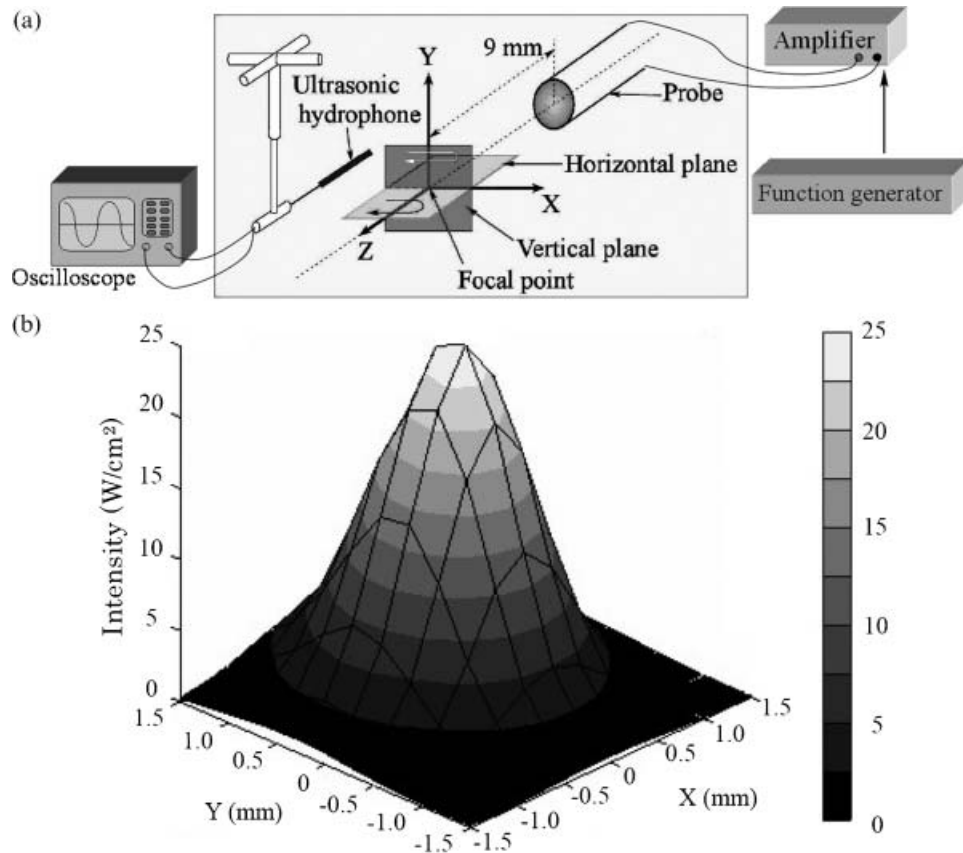 (a)
Y
9 mm
Amplifier
Ultrasonic
hydrophone
Probe
Horizontal plane
Function generator
X
Z
Vertical plane
Oscilloscope
Focal point
(b)
25
20
15
10
5
0
Intensity (W/cm²)
1.5
1.0
0.5
0
-0.5
-1.0
-1.5
Y (mm)
-1.5
-1.0
-0.5
0
0.5
1.0
1.5
X (mm)
25
20
15
10
5
0